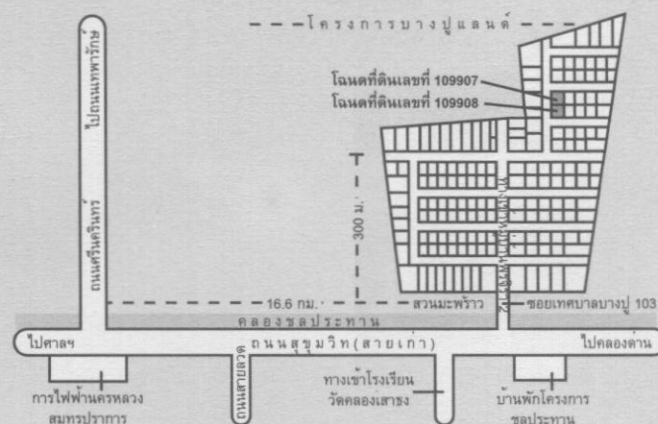 โครงการบางปูแลนด์
โฉนดที่ดินเลขที่ 109907
โฉนดที่ดินเลขที่ 109908
ไปถนนเทพารักษ์
ถนนศรีนครินทร์
300 ม.
16.6 กม.
สวนมะพร้าว
ซอยเทศบาลบางปู 103
คลองชลประทาน
ไปศาลฯ
ถนนสุขุมวิท(สายเก่า)
ไปคลองด่าน
การไฟฟ้านครหลวง
สมทรปราการ
ถนนสายลวด
ทางเข้าโรงเรียน
วัดคลองเสาธง
บ้านพักโครงการ
ชลประทาน